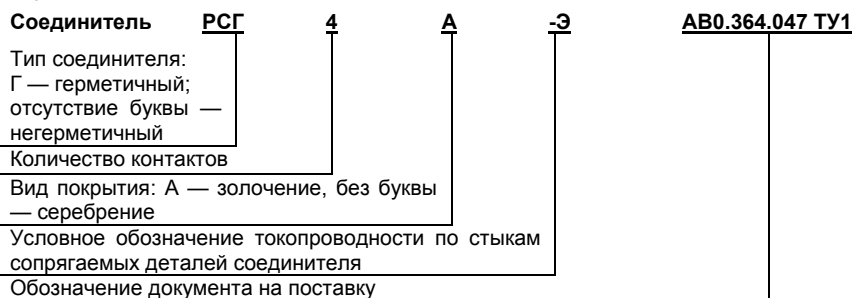 Соединитель РСГ 4 А -Э АВ0.364.047 ТУ1
Тип соединителя:
Г — герметичный;
отсутствие буквы —
негерметичный
Количество контактов
Вид покрытия: А — золочение, без буквы
— серебрение
Условное обозначение токопроводности по стыкам
сопрягаемых деталей соединителя
Обозначение документа на поставку